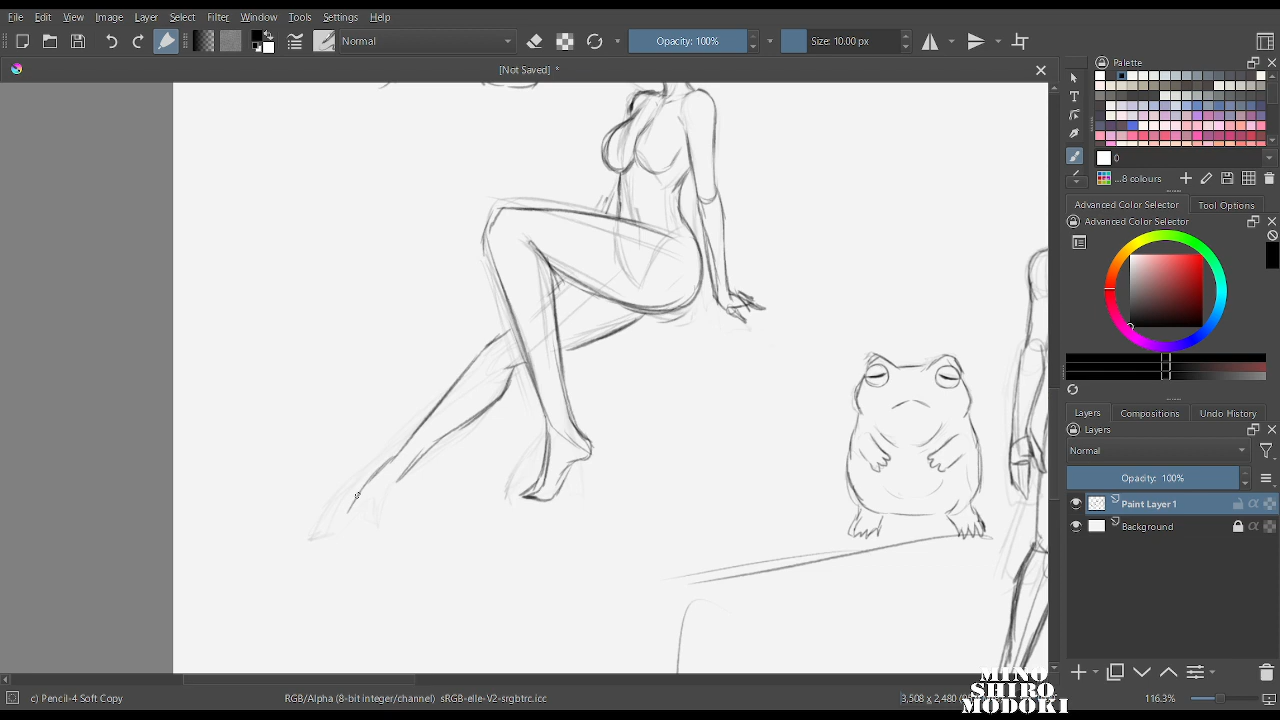 File Edit View Image Layer Select Filter Window Tools Settings Help
Normal Opacity: 100% Size: 10.00 px
[Not Saved] *
Palette
0
...8 colours
Advanced Color Selector Tool Options
Advanced Color Selector
Layers Compositions Undo History
Layers
Normal
Opacity: 100%
Paint Layer 1
Background
MINO
SHIRO
MODOKI
c) Pencil-4 Soft Copy RGB/Alpha (8-bit integer/channel) sRGB-elle-V2-srgbtrc.icc 3,508 x 2,480 116.3%